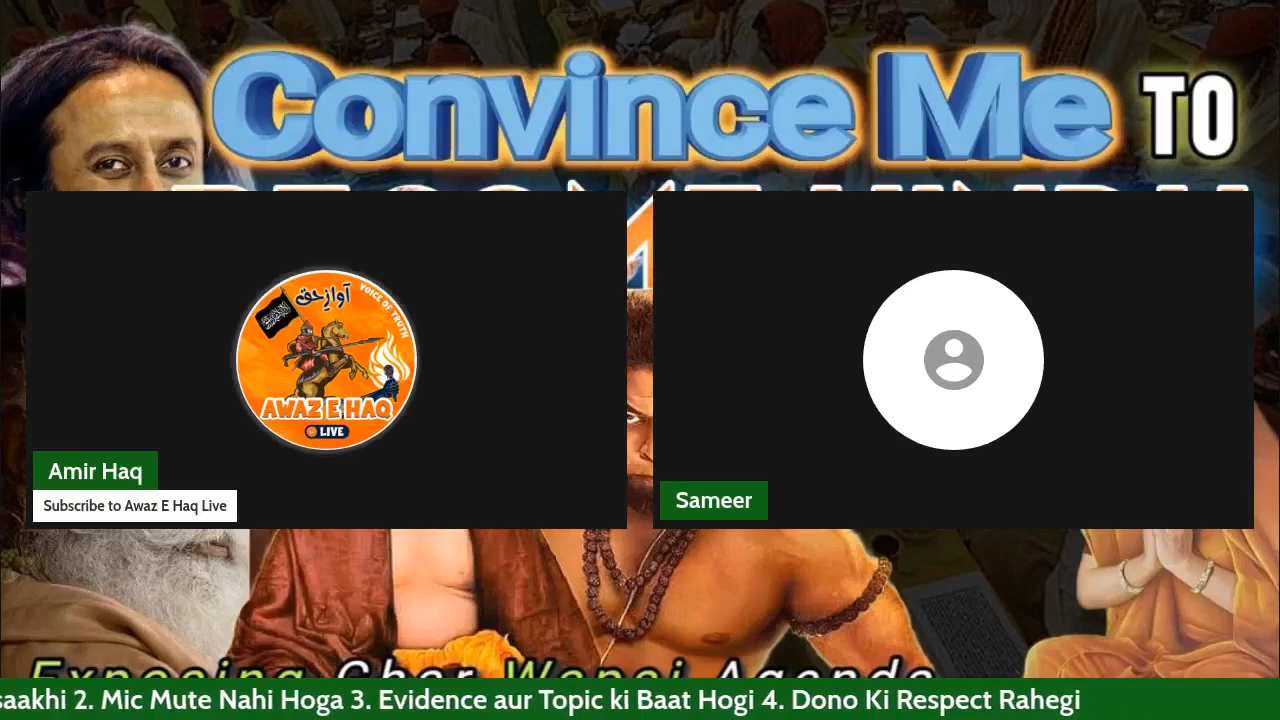 Convince Me TO
آوازِ حق
VOICE OF TRUTH
AWAZ E HAQ
LIVE
Amir Haq
Subscribe to Awaz E Haq Live
Sameer
saakhi 2. Mic Mute Nahi Hoga 3. Evidence aur Topic ki Baat Hogi 4. Dono Ki Respect Rahegi